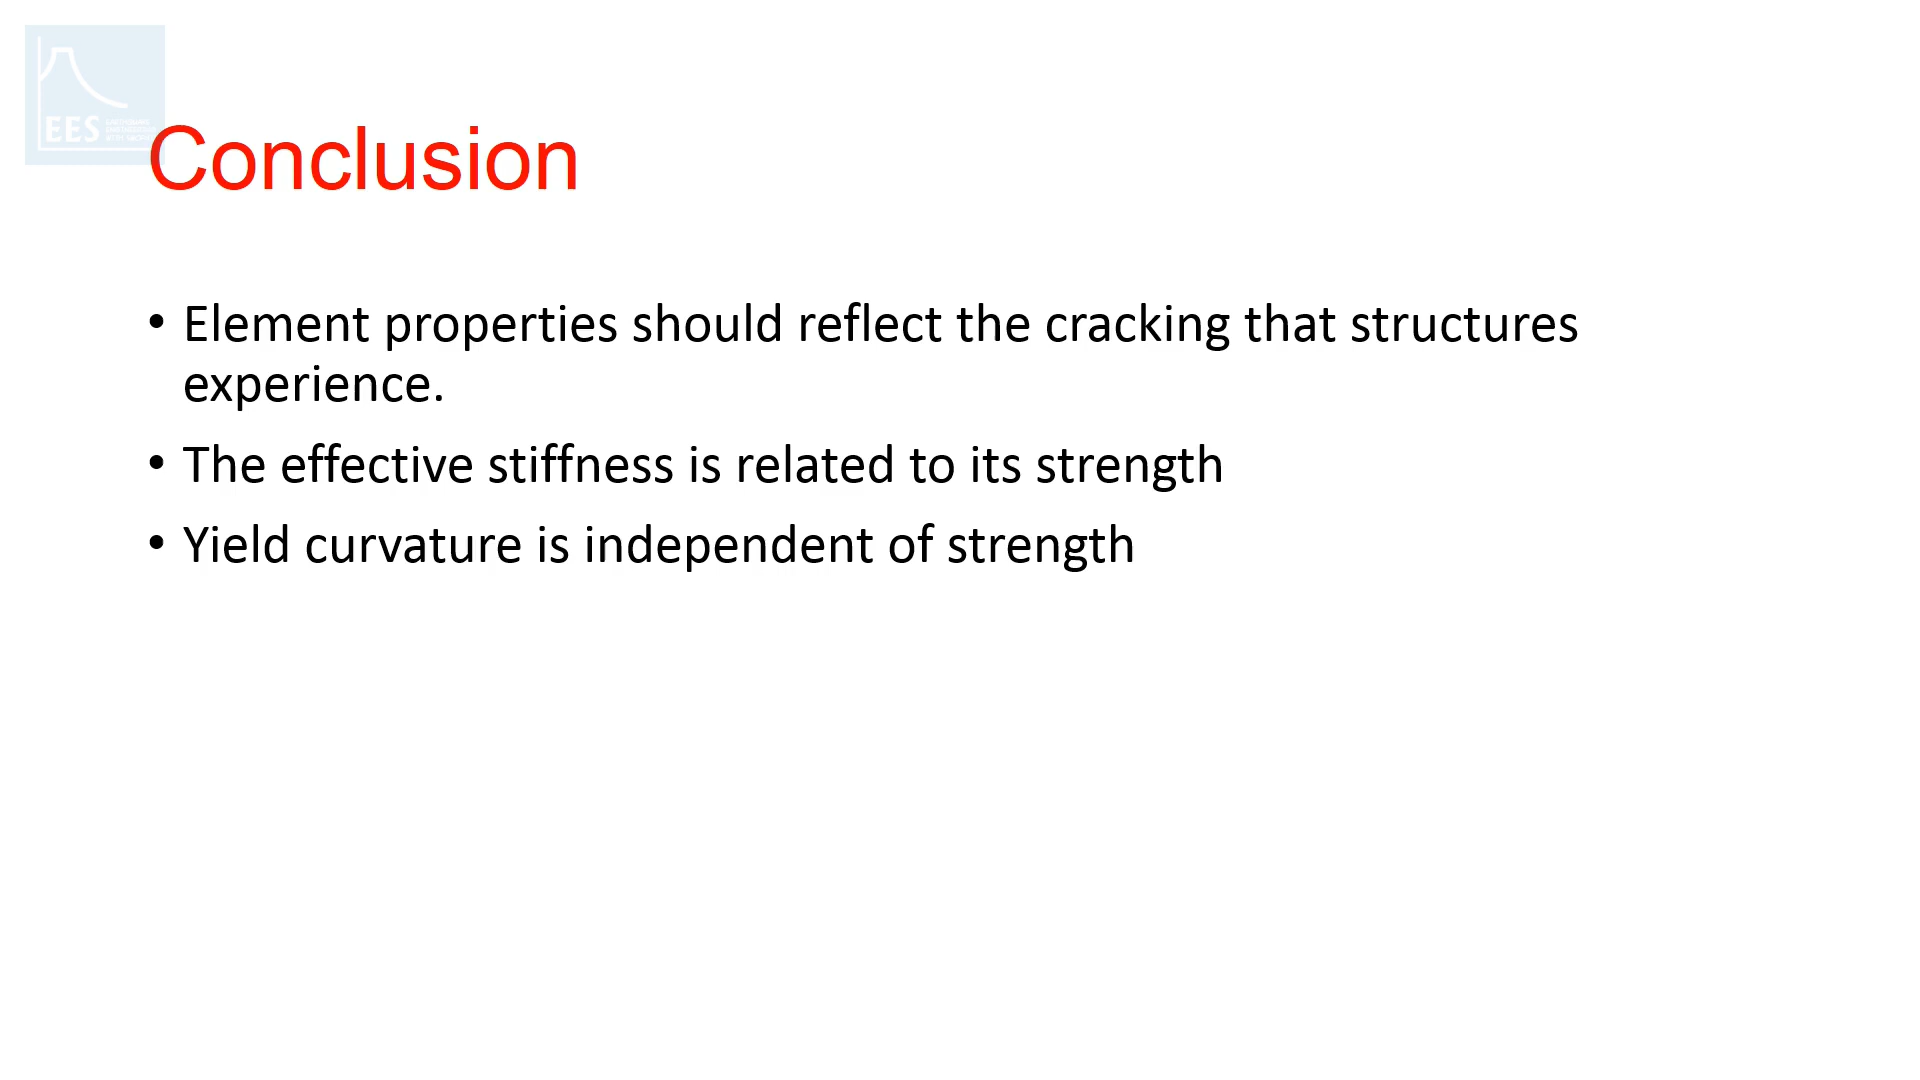 EES
Conclusion
• Element properties should reflect the cracking that structures
experience.
• The effective stiffness is related to its strength
• Yield curvature is independent of strength